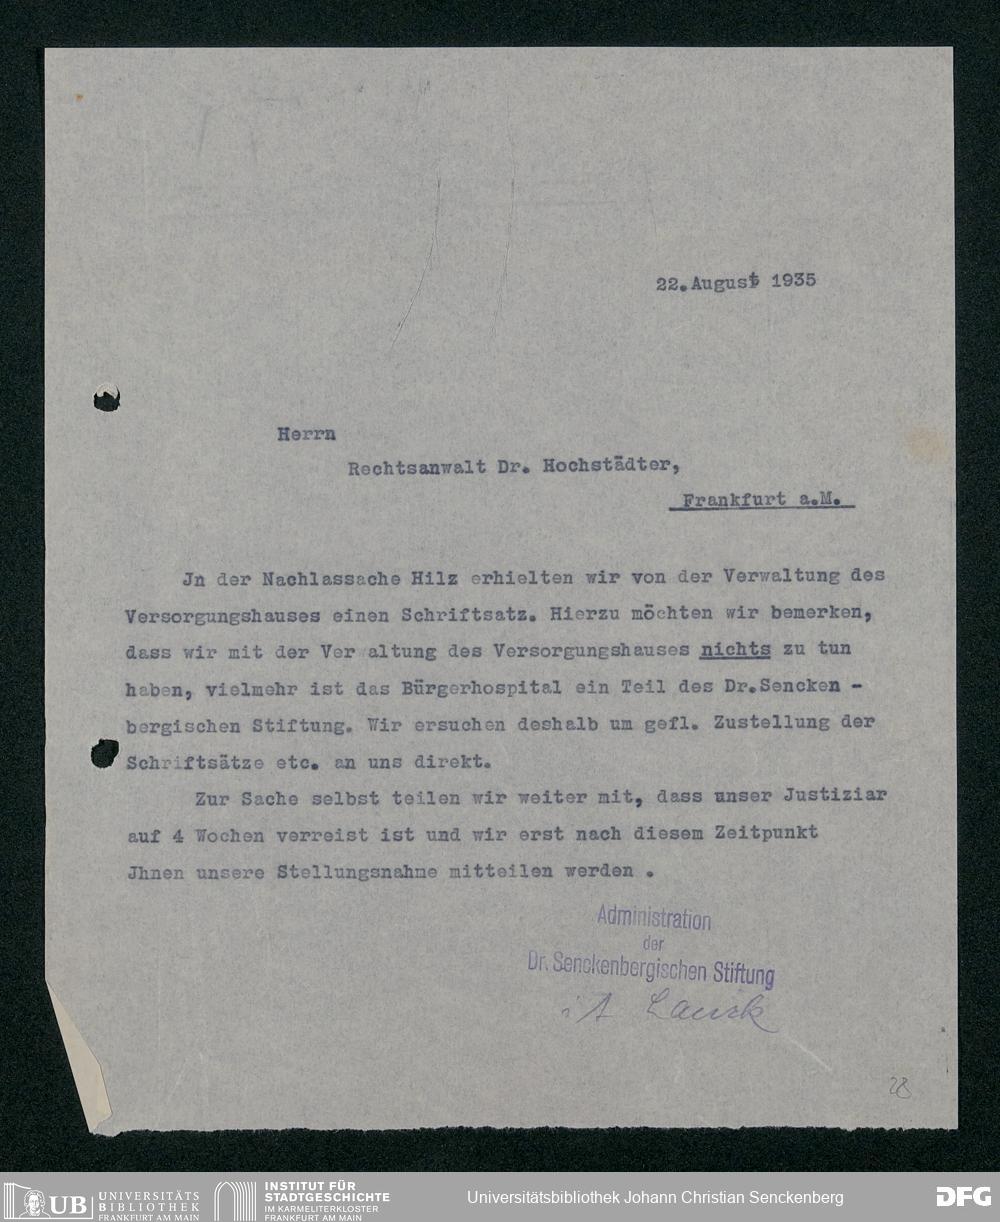 22.August 1935
Herrn
Rechtsanwalt Dr. Hochstädter,
Frankfurt a.M.
Jn der Nachlassache Hilz erhielten wir von der Verwaltung des
Versorgungshauses einen Schriftsatz. Hierzu möchten wir bemerken,
dass wir mit der Ver altung des Versorgungshauses nichts zu tun
haben, vielmehr ist das Bürgerhospital ein Teil des Dr.Sencken -
bergischen Stiftung. Wir ersuchen deshalb um gefl. Zustellung der
Schriftsätze etc. an uns direkt.
Zur Sache selbst teilen wir weiter mit, dass unser Justiziar
auf 4 Wochen verreist ist und wir erst nach diesem Zeitpunkt
Jhnen unsere Stellungsnahme mitteilen werden .
Administration
der
Dr. Senckenbergischen Stiftung
28
UB UNIVERSITÄTS
BIBLIOTHEK
FRANKFURT AM MAIN
INSTITUT FÜR
STADTGESCHICHTE
IM KARMELITERKLOSTER
FRANKFURT AM MAIN
Universitätsbibliothek Johann Christian Senckenberg
DFG